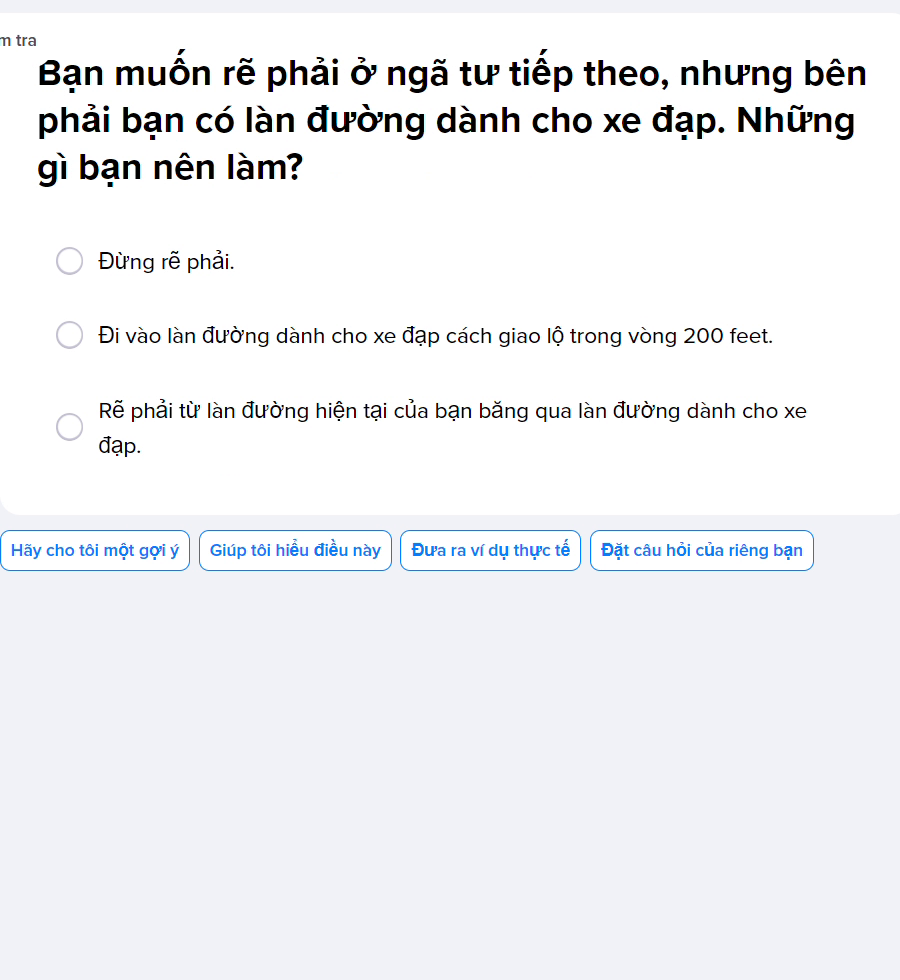 m tra
Bạn muốn rẽ phải ở ngã tư tiếp theo, nhưng bên
phải bạn có làn đường dành cho xe đạp. Những
gì bạn nên làm?
Đừng rẽ phải.
Đi vào làn đường dành cho xe đạp cách giao lộ trong vòng 200 feet.
Rẽ phải từ làn đường hiện tại của bạn băng qua làn đường dành cho xe
đạp.
Hãy cho tôi một gợi ý
Giúp tôi hiểu điều này
Đưa ra ví dụ thực tế
Đặt câu hỏi của riêng bạn